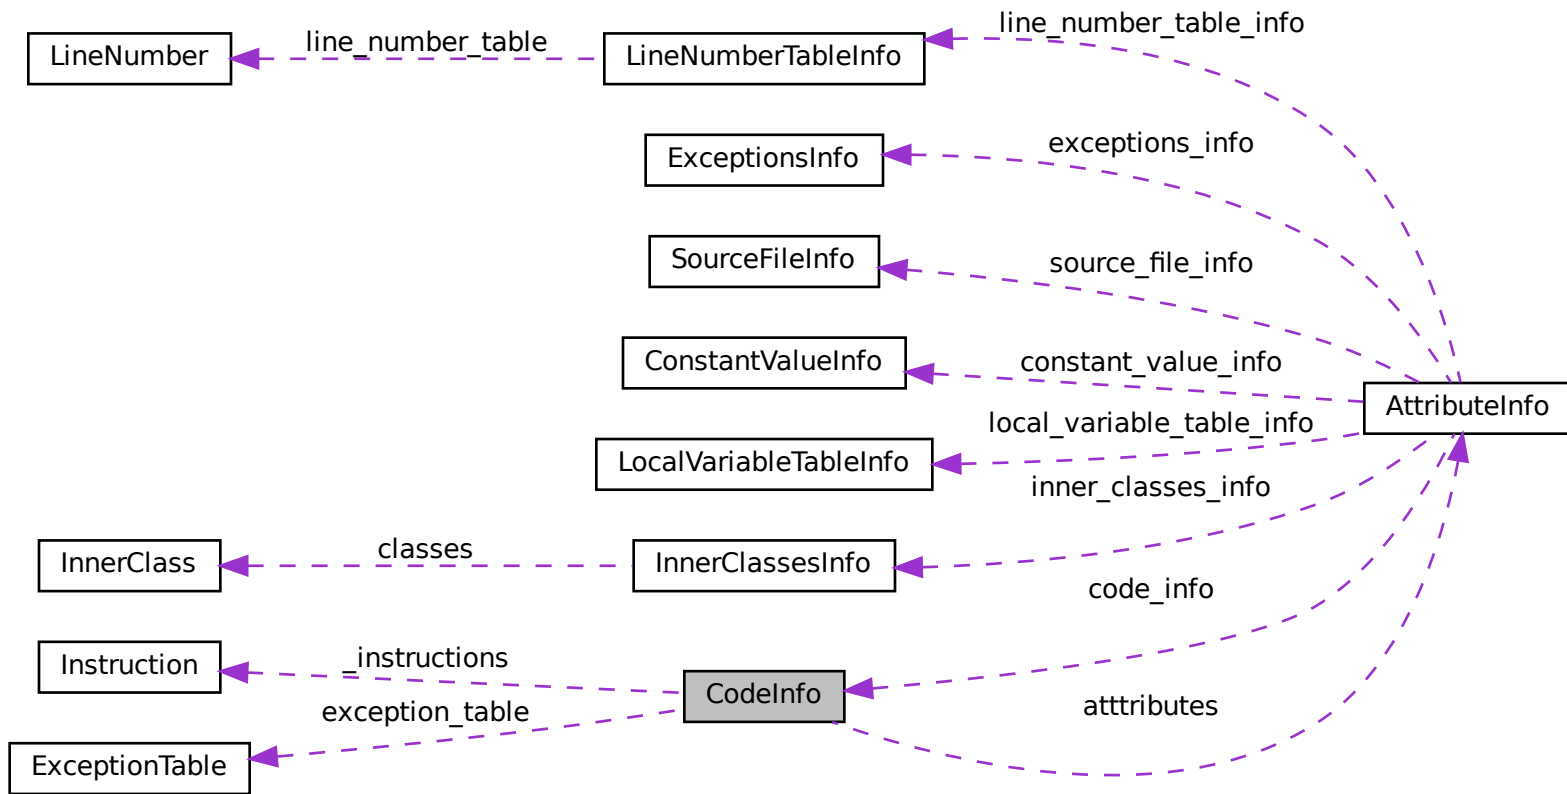 line_number_table_info
LineNumber
line_number_table
LineNumberTableInfo
exceptions_info
ExceptionsInfo
SourceFileInfo
source_file_info
ConstantValueInfo
constant_value_info
AttributeInfo
local_variable_table_info
LocalVariableTableInfo
inner_classes_info
InnerClass
classes
InnerClassesInfo
code_info
Instruction
_instructions
CodeInfo
exception_table
atttributes
ExceptionTable